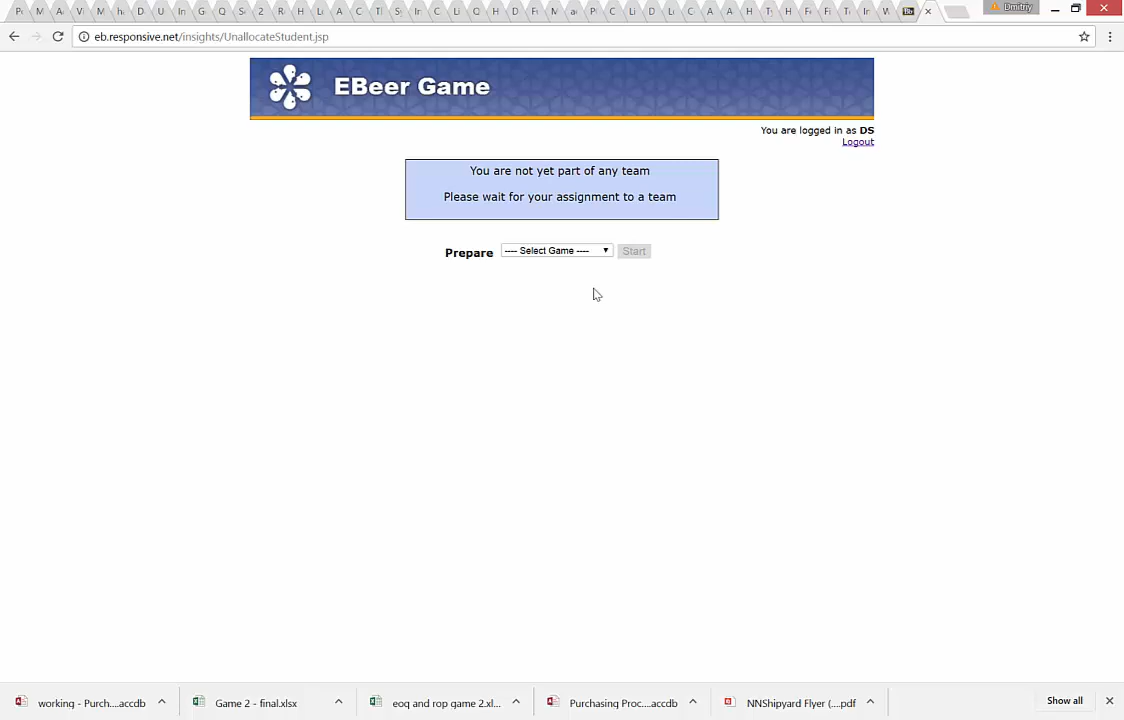 Dmitriy
eb.responsive.net/insights/UnallocateStudent.jsp
EBeer Game
You are logged in as DS
Logout
You are not yet part of any team
Please wait for your assignment to a team
Prepare ---- Select Game ---- Start
working - Purch....accdb Game 2 - final.xlsx eoq and rop game 2.xl... Purchasing Proc....accdb NNShipyard Flyer (....pdf Show all